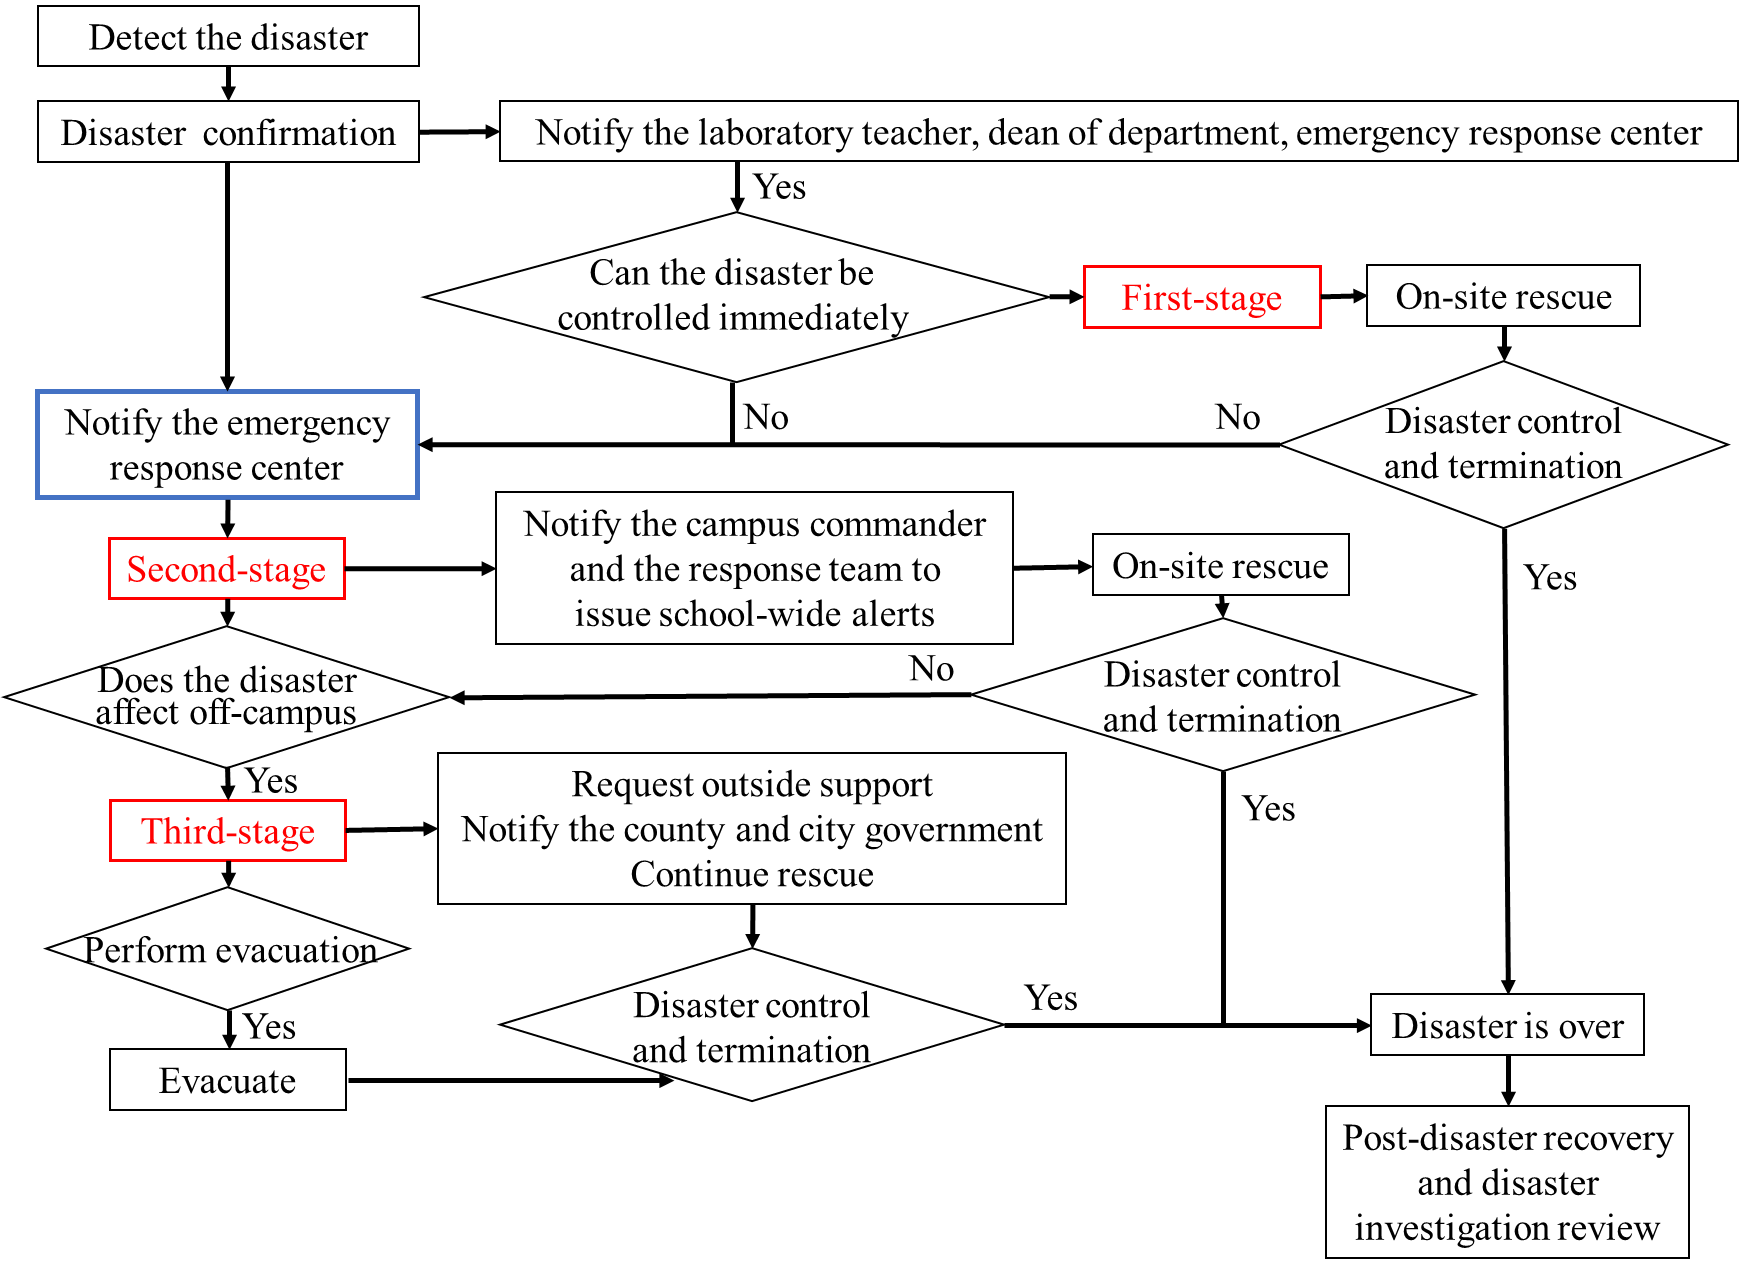 Detect the disaster
Disaster confirmation
Notify the laboratory teacher, dean of department, emergency response center
Yes
Can the disaster be
controlled immediately
First-stage
On-site rescue
No
No
Disaster control
and termination
Notify the emergency
response center
Yes
Second-stage
Notify the campus commander
and the response team to
issue school-wide alerts
On-site rescue
Does the disaster
affect off-campus
No
Disaster control
and termination
Yes
Yes
Third-stage
Request outside support
Notify the county and city government
Continue rescue
Perform evacuation
Yes
Evacuate
Disaster control
and termination
Yes
Disaster is over
Post-disaster recovery
and disaster
investigation review